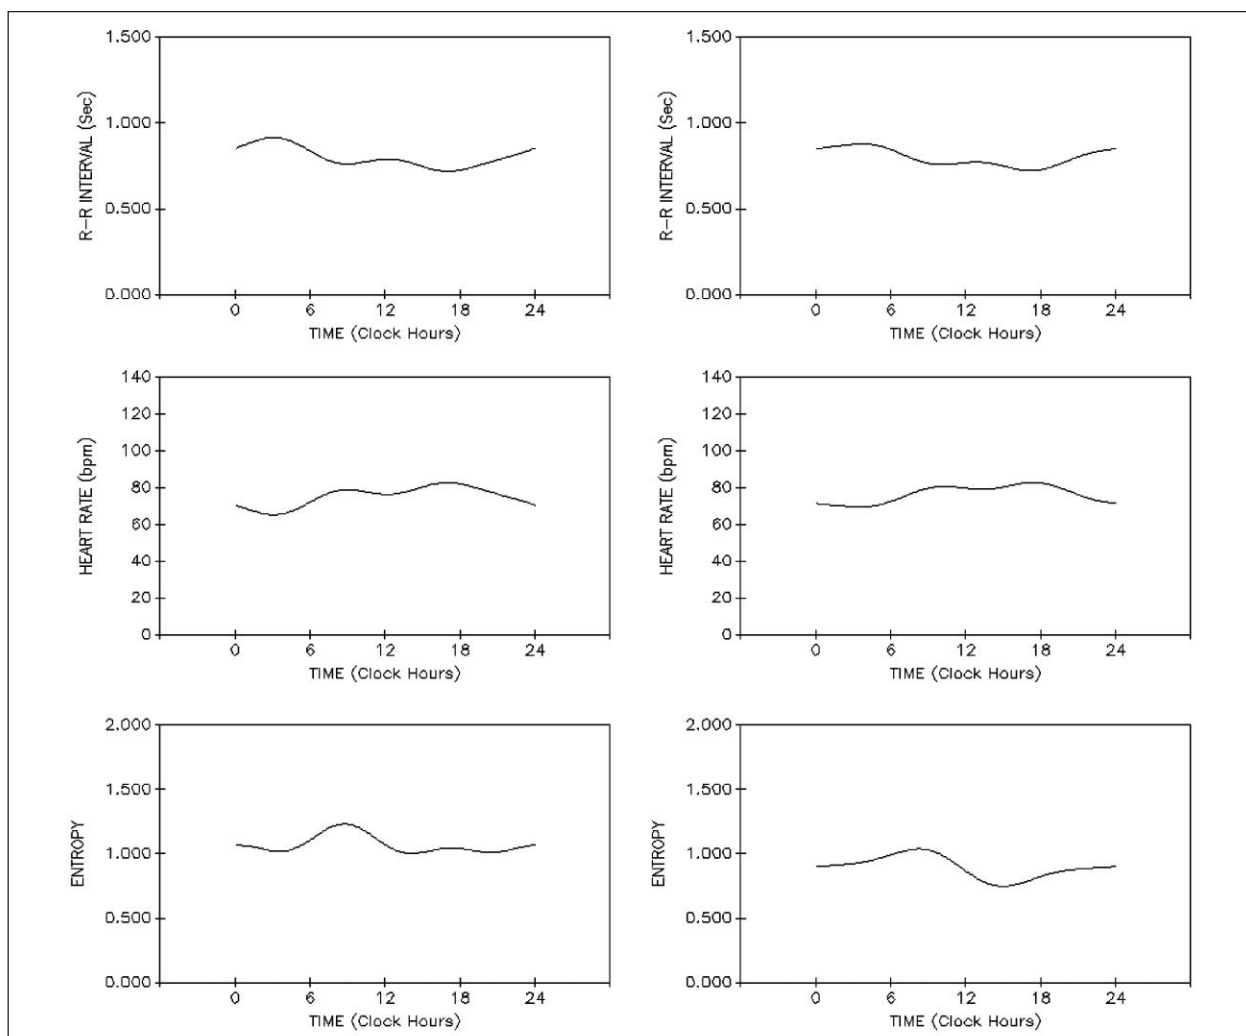 1.500
1.000
0.500
0.000
R-R INTERVAL (Sec)
0 6 12 18 24
TIME (Clock Hours)
1.500
1.000
0.500
0.000
R-R INTERVAL (Sec)
0 6 12 18 24
TIME (Clock Hours)
140
120
100
80
60
40
20
0
HEART RATE (bpm)
0 6 12 18 24
TIME (Clock Hours)
140
120
100
80
60
40
20
0
HEART RATE (bpm)
0 6 12 18 24
TIME (Clock Hours)
2.000
1.500
1.000
0.500
0.000
ENTROPY
0 6 12 18 24
TIME (Clock Hours)
2.000
1.500
1.000
0.500
0.000
ENTROPY
0 6 12 18 24
TIME (Clock Hours)